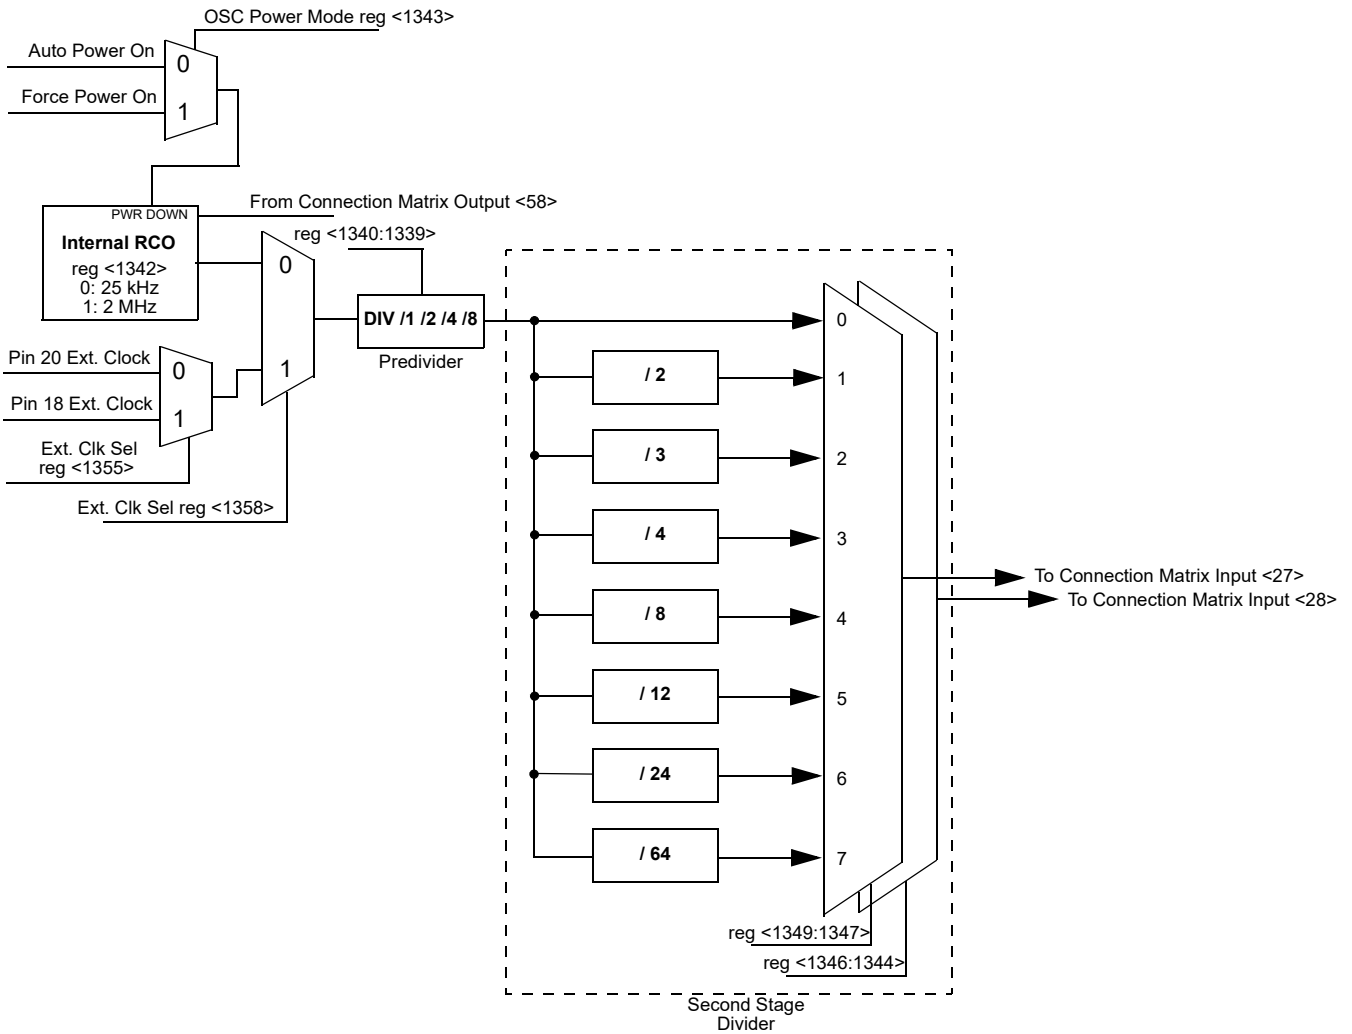 OSC Power Mode reg <1343>
Auto Power On
0
Force Power On
1
From Connection Matrix Output <58>
PWR DOWN
Internal RCO
reg <1342>
0: 25 kHz
1: 2 MHz
reg <1340:1339>
0
1
DIV /1 /2 /4 /8
Predivider
Pin 20 Ext. Clock
0
Pin 18 Ext. Clock
1
Ext. Clk Sel
reg <1355>
Ext. Clk Sel reg <1358>
0
/ 2
1
/ 3
2
/ 4
3
/ 8
4
/ 12
5
/ 24
6
/ 64
7
To Connection Matrix Input <27>
To Connection Matrix Input <28>
reg <1349:1347>
reg <1346:1344>
Second Stage
Divider